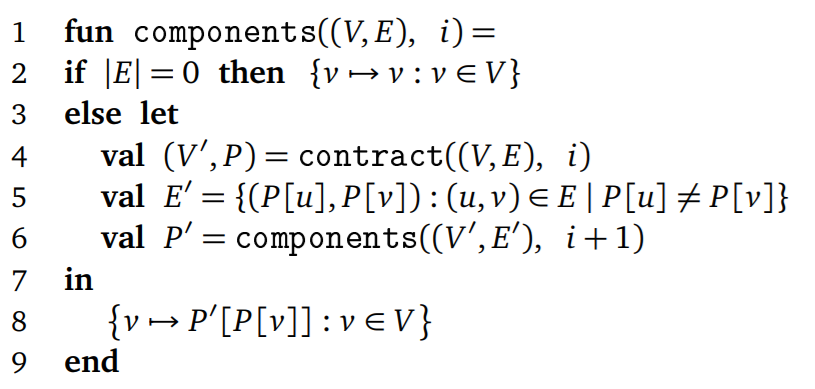 1 fun components((V, E), i) =
2 if |E| = 0 then {v ↦ v : v ∈ V}
3 else let
4 val (V′, P) = contract((V, E), i)
5 val E′ = {(P[u], P[v]) : (u, v) ∈ E | P[u] ≠ P[v]}
6 val P′ = components((V′, E′), i + 1)
7 in
8 {v ↦ P′[P[v]] : v ∈ V}
9 end